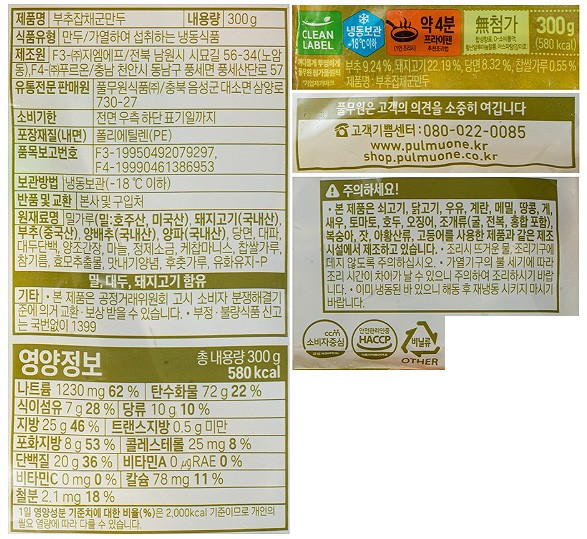 제품명 부추잡채군만두 내용량 300g
식품유형 만두/가열하여 섭취하는 냉동식품
제조원 F3-㈜지엠에프/전북 남원시 시묘길 56-34(노암
동),F4-㈜푸르온/충남 천안시 동남구 풍세면 풍세산단로 57
유통전문 판매원 풀무원식품㈜/충북 음성군 대소면 삼양로
730-27
소비기한 전면 우측 하단 표기일까지
포장재질(내면) 폴리에틸렌(PE)
품목보고번호 F3-19950492079297,
F4-19990461386953
보관방법 냉동보관(-18 ℃ 이하)
반품 및 교환 본사 및 구입처
원재료명 밀가루(밀:호주산, 미국산), 돼지고기(국내산),
부추(중국산), 양배추(국내산), 양파(국내산), 당면, 대파,
대두단백, 양조간장, 마늘, 정제소금, 케참마니스, 찹쌀가루,
참기름, 효모추출물, 맛내기양념, 후춧가루, 유화유지-P
밀, 대두, 돼지고기 함유
기타 • 본 제품은 공정거래위원회 고시 소비자 분쟁해결기
준에 의거 교환·보상 받을 수 있습니다. • 부정·불량식품 신고
는 국번없이 1399
영양정보 총 내용량 300 g
580 kcal
나트륨 1230 mg 62 % 탄수화물 72 g 22 %
식이섬유 7 g 28 % 당류 10 g 10 %
지방 25 g 46 % 트랜스지방 0.5 g 미만
포화지방 8 g 53 % 콜레스테롤 25 mg 8 %
단백질 20 g 36 % 비타민A 0 μgRAE 0 %
비타민C 0 mg 0 % 칼슘 78 mg 11 %
철분 2.1 mg 18 %
1일 영양성분 기준치에 대한 비율(%)은 2,000kcal 기준이므로 개인의
필요 열량에 따라 다를 수 있습니다.
CLEAN
LABEL
냉동보관
-18℃ 이하
약 4분
프라이팬
無첨가
300 g
(580 kcal)
부추 9.24 %, 돼지고기 22.19 %, 당면 8.32 %, 찹쌀가루 0.55 %
제품명 : 부추잡채군만두
풀무원은 고객의 의견을 소중히 여깁니다
☎고객기쁨센터:080-022-0085
www.pulmuone.kr
shop.pulmuone.co.kr
주의하세요!
• 본 제품은 쇠고기, 닭고기, 우유, 계란, 메밀, 땅콩, 게,
새우, 토마토, 호두, 오징어, 조개류(굴, 전복, 홍합 포함),
복숭아, 잣, 아황산류, 고등어를 사용한 제품과 같은 제조
시설에서 제조하고 있습니다. • 조리시 뜨거운 물·조리기구에
데지 않도록 주의하십시오. • 가열기구의 불 세기에 따라
조리 시간이 차이가 날 수 있으니 주의하여 조리하시기 바랍
니다. • 이미 냉동된 바 있으니 해동 후 재냉동 시키지 마시기
바랍니다.
ccm
소비자중심
안전관리인증
HACCP
비닐류
OTHER